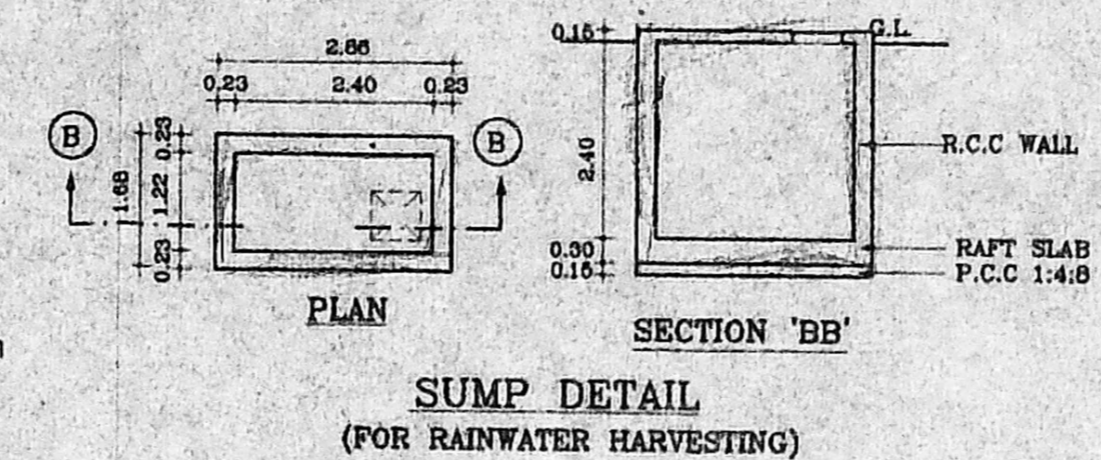 2.86
0.23 2.40 0.23
B
B
1.68
0.23
1.22
0.23
PLAN
0.15
G.L.
2.40
R.C.C WALL
0.30
RAFT SLAB
0.15
P.C.C 1:4:8
SECTION 'BB'
SUMP DETAIL
(FOR RAINWATER HARVESTING)